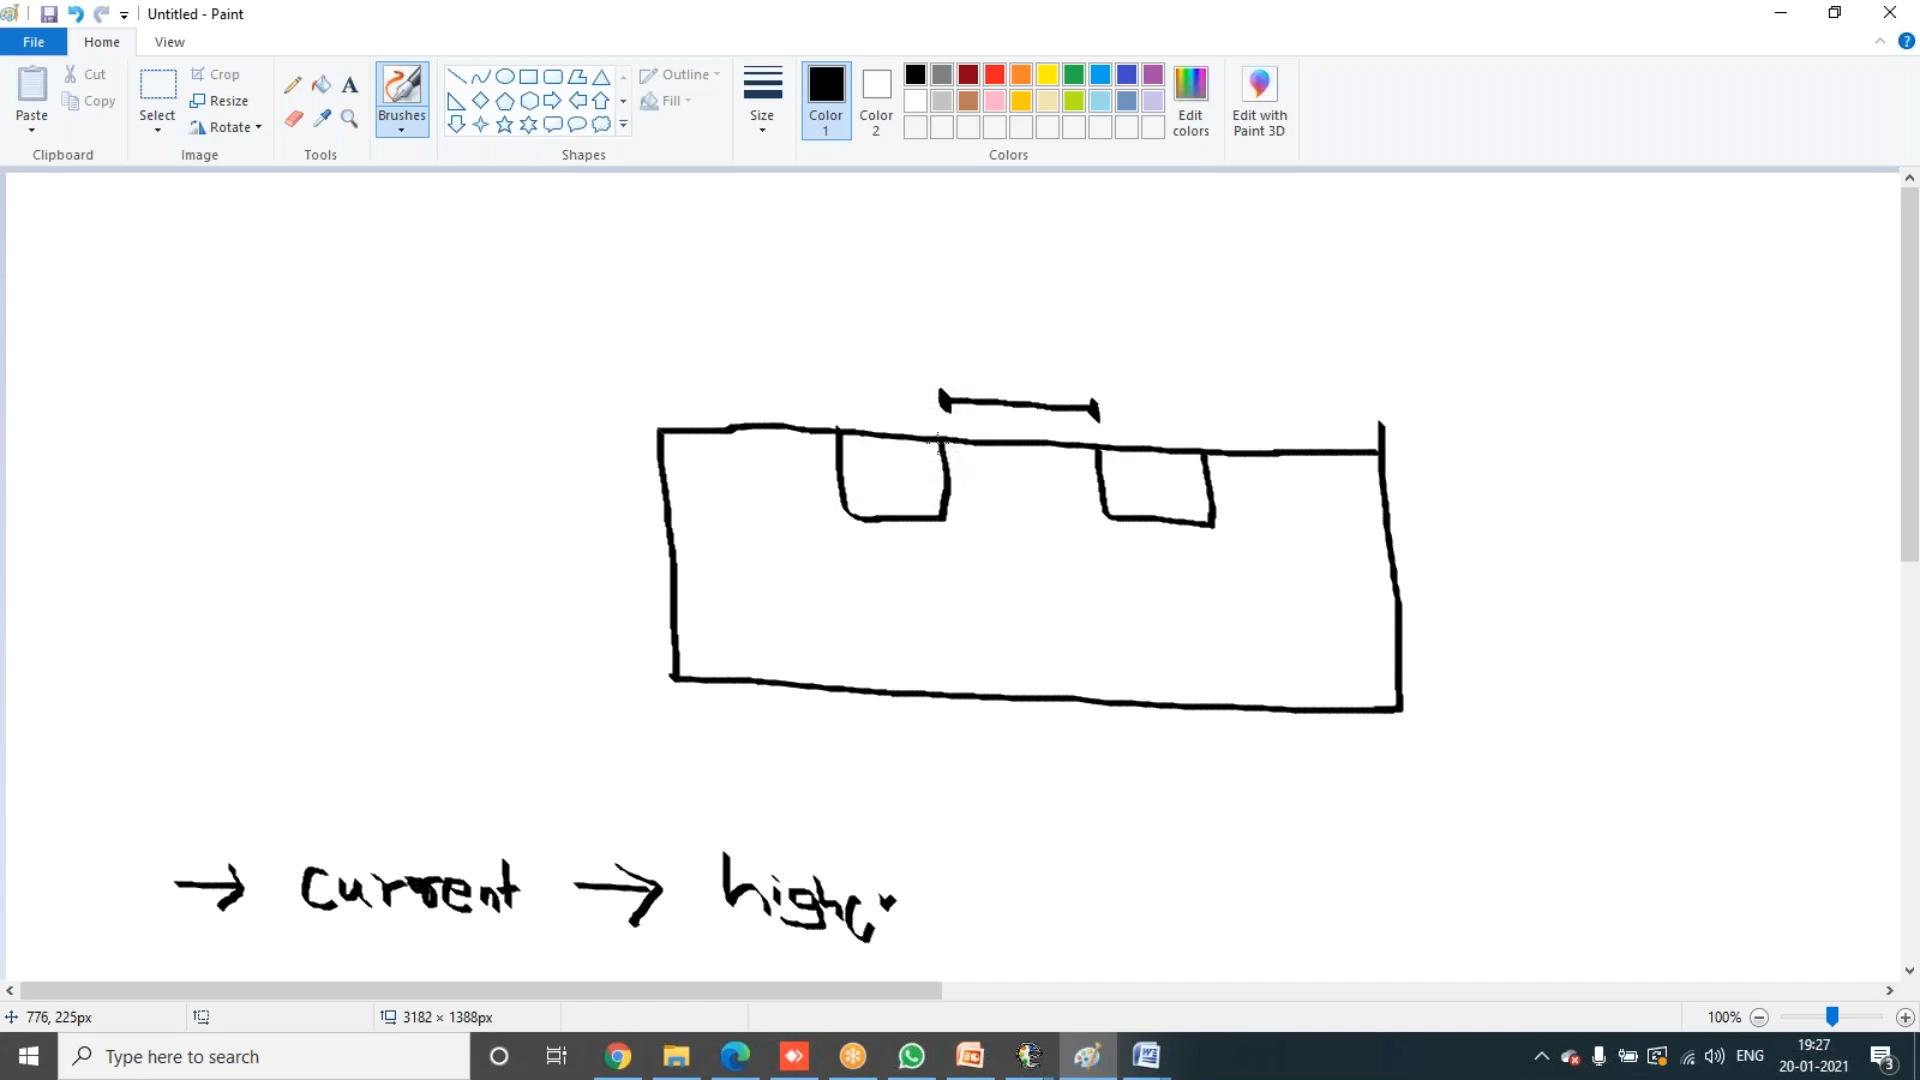 Untitled - Paint
File Home View
Paste
Cut
Copy
Clipboard
Select
Crop
Resize
Rotate
Image
Tools
Brushes
Shapes
Outline
Fill
Size
Color 1
Color 2
Edit colors
Edit with Paint 3D
Colors
→ current → high
776, 225px
3182 × 1388px
100%
Type here to search
ENG
19:27
20-01-2021
3